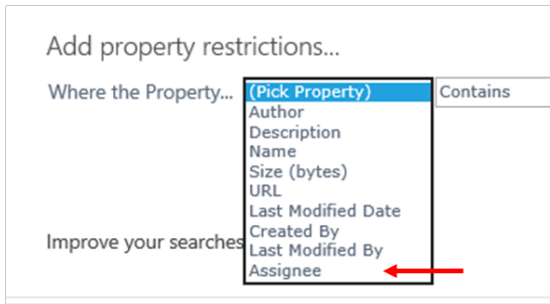 Add property restrictions...
Where the Property... (Pick Property) Contains
Author
Description
Name
Size (bytes)
URL
Last Modified Date
Created By
Improve your searches Last Modified By
Assignee